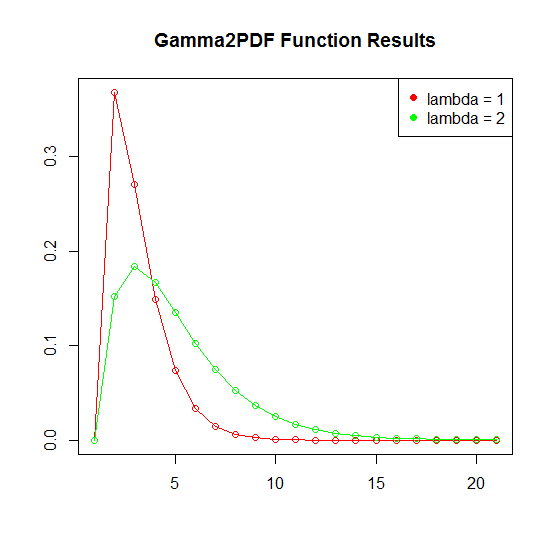 Gamma2PDF Function Results
lambda = 1
lambda = 2
0.3
0.2
0.1
0.0
5 10 15 20